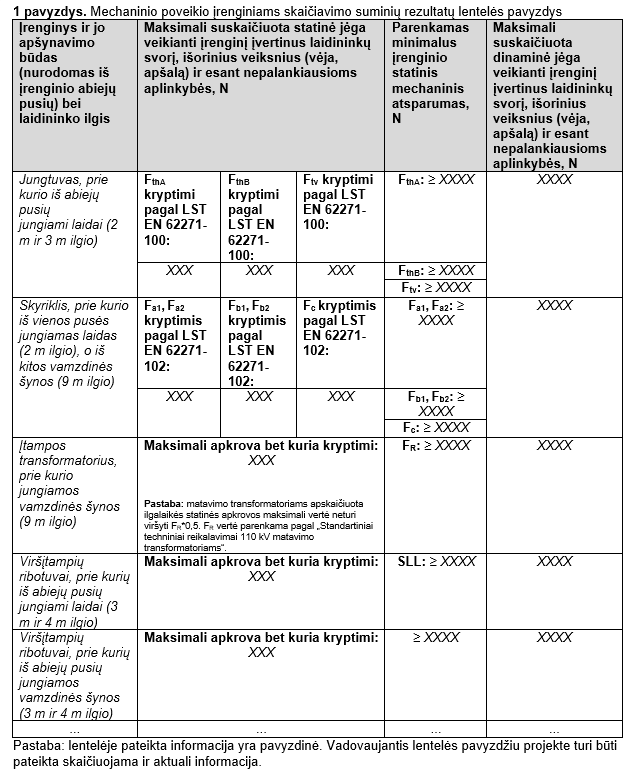 1 pavyzdys. Mechaninio poveikio įrenginiams skaičiavimo suminių rezultatų lentelės pavyzdys
Įrenginys ir jo
apšynavimo
būdas
(nurodomas iš
įrenginio abiejų
pusių) bei
laidininko ilgis
Maksimali suskaičiuota statinė jėga
veikianti įrenginį įvertinus laidininkų
svorį, išorinius veiksnius (vėja,
apšalą) ir esant nepalankiausioms
aplinkybės, N
Parenkamas
minimalus
įrenginio
statinis
mechaninis
atsparumas,
N
Maksimali
suskaičiuota
dinaminė jėga
veikianti įrenginį
įvertinus laidininkų
svorį, išorinius
veiksnius (vėja,
apšalą) ir esant
nepalankiausioms
aplinkybės, N
Jungtuvas, prie
kurio iš abiejų
pusių
jungiami laidai (2
m ir 3 m ilgio)
FthA
kryptimi
pagal LST
EN 62271-
100:
FthB
kryptimi
pagal
LST EN
62271-
100:
Ftv kryptimi
pagal LST
EN 62271-
100:
FthA: ≥ XXXX
XXXX
XXX
XXX
XXX
FthB: ≥ XXXX
Ftv: ≥ XXXX
Skyriklis, prie kurio
iš vienos pusės
jungiamas laidas
(2 m ilgio), o iš
kitos vamzdinės
šynos (9 m ilgio)
Fa1, Fa2
kryptimis
pagal LST
EN 62271-
102:
Fb1, Fb2
kryptimis
pagal
LST EN
62271-
102:
Fc kryptimis
pagal LST
EN 62271-
102:
Fa1, Fa2: ≥
XXXX
XXXX
XXX
XXX
XXX
Fb1, Fb2: ≥
XXXX
Fc: ≥ XXXX
Įtampos
transformatorius,
prie kurio
jungiamos
vamzdinės šynos
(9 m ilgio)
Maksimali apkrova bet kuria kryptimi:
XXX
Pastaba: matavimo transformatoriams apskaičiuota
ilgalaikės statinės apkrovos maksimali vertė neturi
viršyti FR*0,5. FR vertė parenkama pagal „Standartiniai
techniniai reikalavimai 110 kV matavimo
transformatoriams“.
FR: ≥ XXXX
XXXX
Viršįtampių
ribotuvai, prie kurių
iš abiejų pusių
jungiami laidai (3
m ir 4 m ilgio)
Maksimali apkrova bet kuria kryptimi:
XXX
SLL: ≥ XXXX
XXXX
Viršįtampių
ribotuvai, prie kurių
iš abiejų pusių
jungiamos
vamzdinės šynos
(3 m ir 4 m ilgio)
Maksimali apkrova bet kuria kryptimi:
XXX
≥ XXXX
XXXX
...
...
...
...
Pastaba: lentelėje pateikta informacija yra pavyzdinė. Vadovaujantis lentelės pavyzdžiu projekte turi būti
pateikta skaičiuojama ir aktuali informacija.